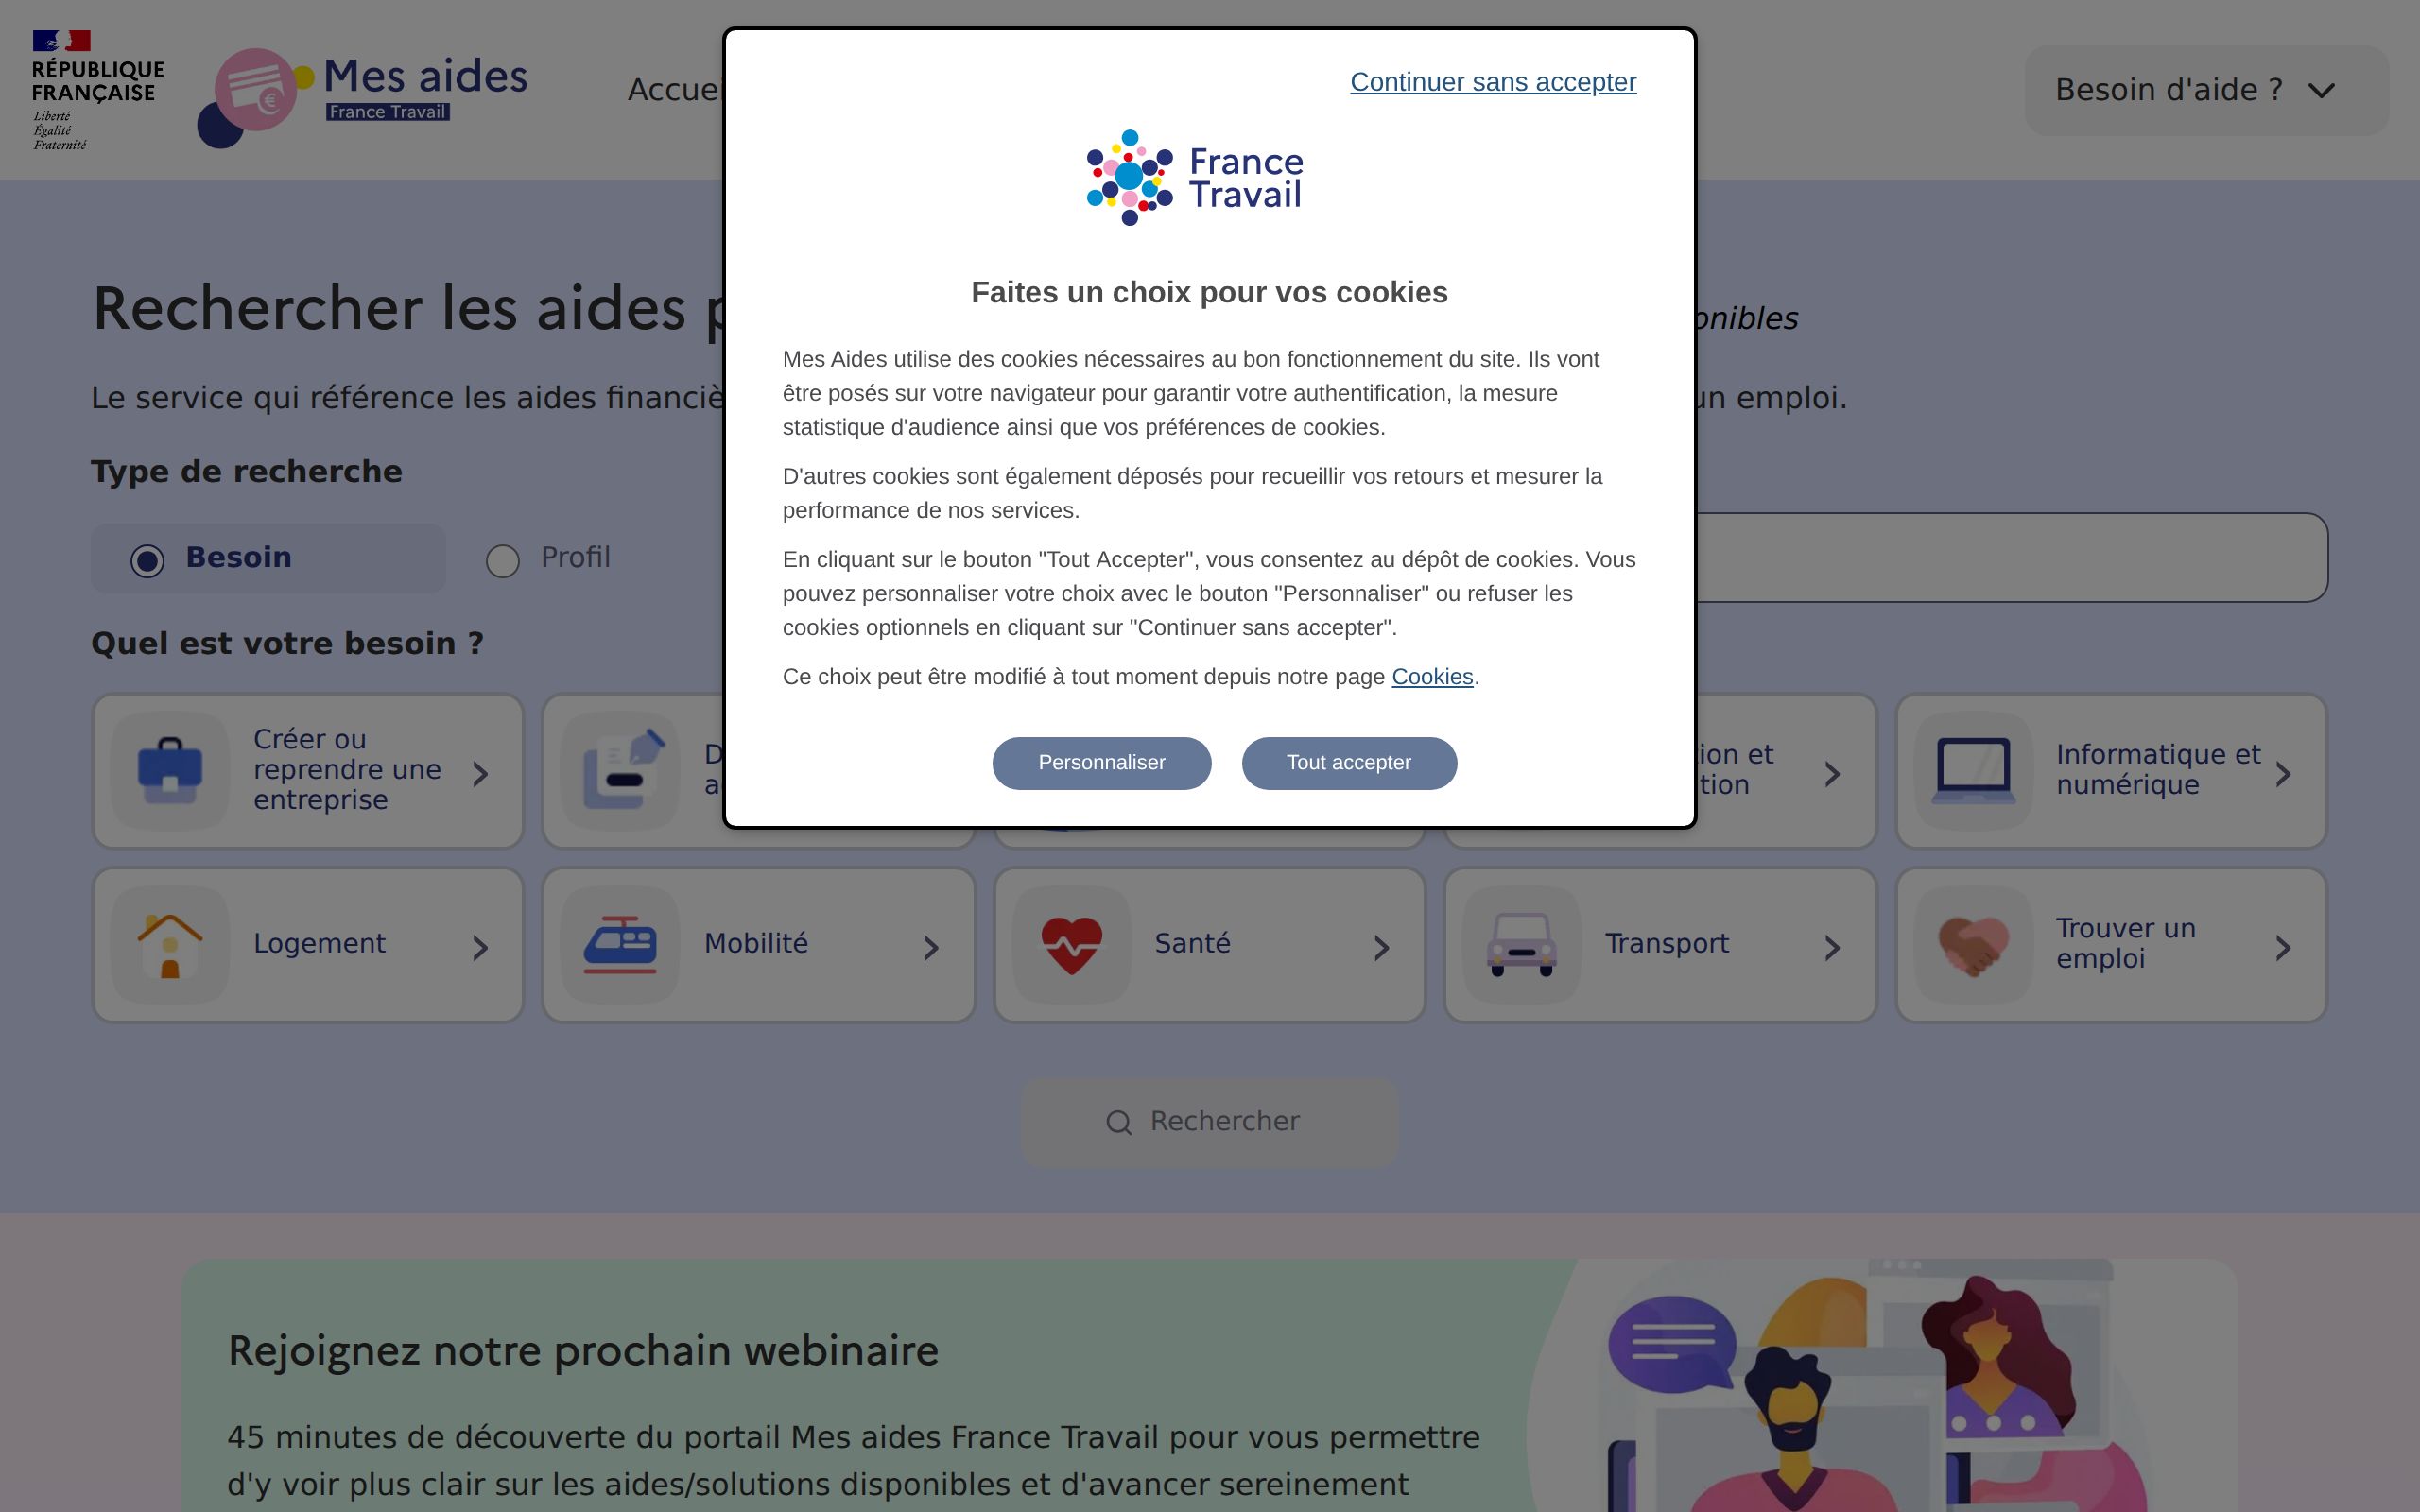 RÉPUBLIQUE
FRANÇAISE
Liberté
Égalité
Fraternité
Mes aides
France Travail
Besoin d'aide ?
Continuer sans accepter
France
Travail
Faites un choix pour vos cookies
Mes Aides utilise des cookies nécessaires au bon fonctionnement du site. Ils vont
être posés sur votre navigateur pour garantir votre authentification, la mesure
statistique d'audience ainsi que vos préférences de cookies.
D'autres cookies sont également déposés pour recueillir vos retours et mesurer la
performance de nos services.
En cliquant sur le bouton "Tout Accepter", vous consentez au dépôt de cookies. Vous
pouvez personnaliser votre choix avec le bouton "Personnaliser" ou refuser les
cookies optionnels en cliquant sur "Continuer sans accepter".
Ce choix peut être modifié à tout moment depuis notre page Cookies.
Personnaliser
Tout accepter
Rechercher les aides
Le service qui référence les aides
un emploi.
Type de recherche
Besoin
Profil
Quel est votre besoin ?
Créer ou
reprendre une
entreprise
Informatique et
numérique
Logement
Mobilité
Santé
Transport
Trouver un
emploi
Rechercher
Rejoignez notre prochain webinaire
45 minutes de découverte du portail Mes aides France Travail pour vous permettre
d'y voir plus clair sur les aides/solutions disponibles et d'avancer sereinement